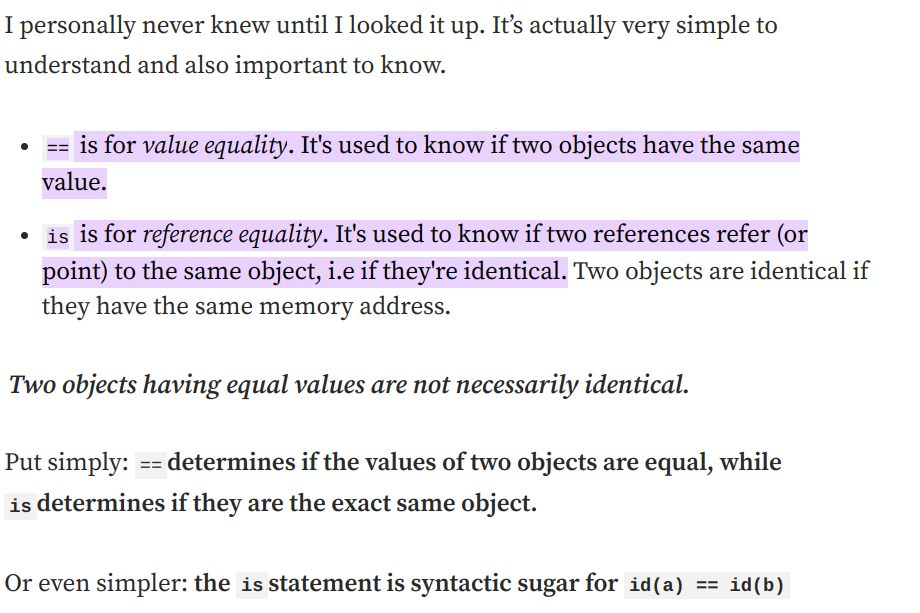 I personally never knew until I looked it up. It’s actually very simple to
understand and also important to know.
• == is for value equality. It's used to know if two objects have the same
value.
• is is for reference equality. It's used to know if two references refer (or
point) to the same object, i.e if they're identical. Two objects are identical if
they have the same memory address.
Two objects having equal values are not necessarily identical.
Put simply: == determines if the values of two objects are equal, while
is determines if they are the exact same object.
Or even simpler: the is statement is syntactic sugar for id(a) == id(b)